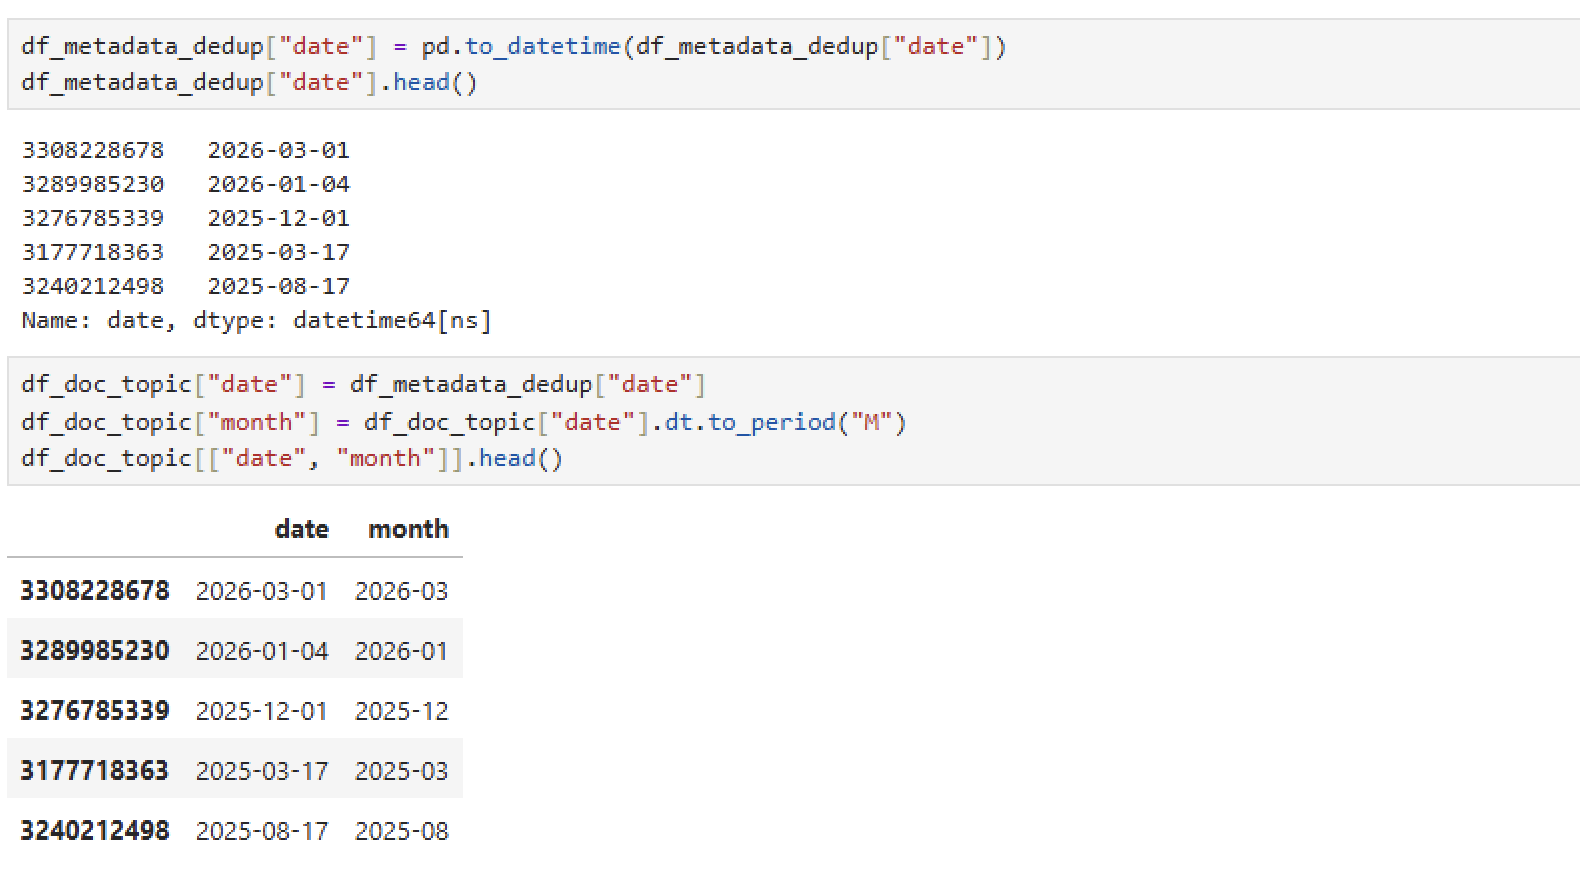 df_metadata_dedup["date"] = pd.to_datetime(df_metadata_dedup["date"])
df_metadata_dedup["date"].head()
3308228678   2026-03-01
3289985230   2026-01-04
3276785339   2025-12-01
3177718363   2025-03-17
3240212498   2025-08-17
Name: date, dtype: datetime64[ns]
df_doc_topic["date"] = df_metadata_dedup["date"]
df_doc_topic["month"] = df_doc_topic["date"].dt.to_period("M")
df_doc_topic[["date", "month"]].head()
date month
3308228678 2026-03-01 2026-03
3289985230 2026-01-04 2026-01
3276785339 2025-12-01 2025-12
3177718363 2025-03-17 2025-03
3240212498 2025-08-17 2025-08